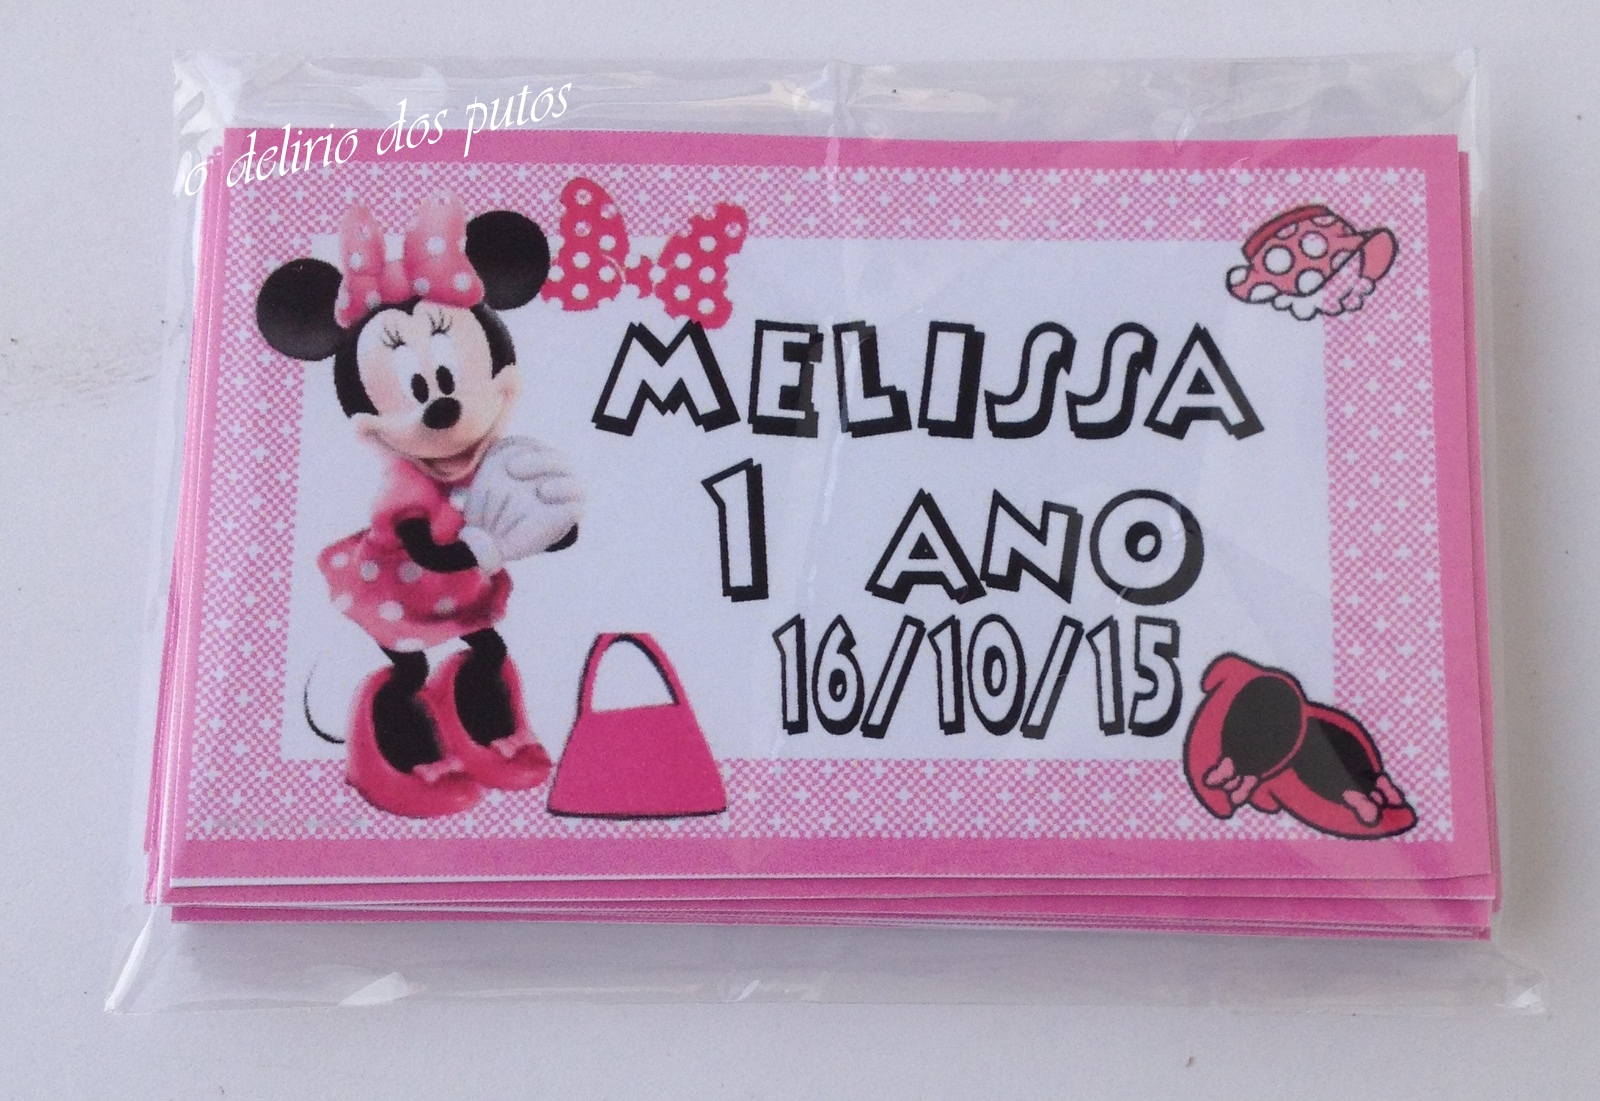 o delirio dos putos
MELISSA
1 ANO
16/10/15